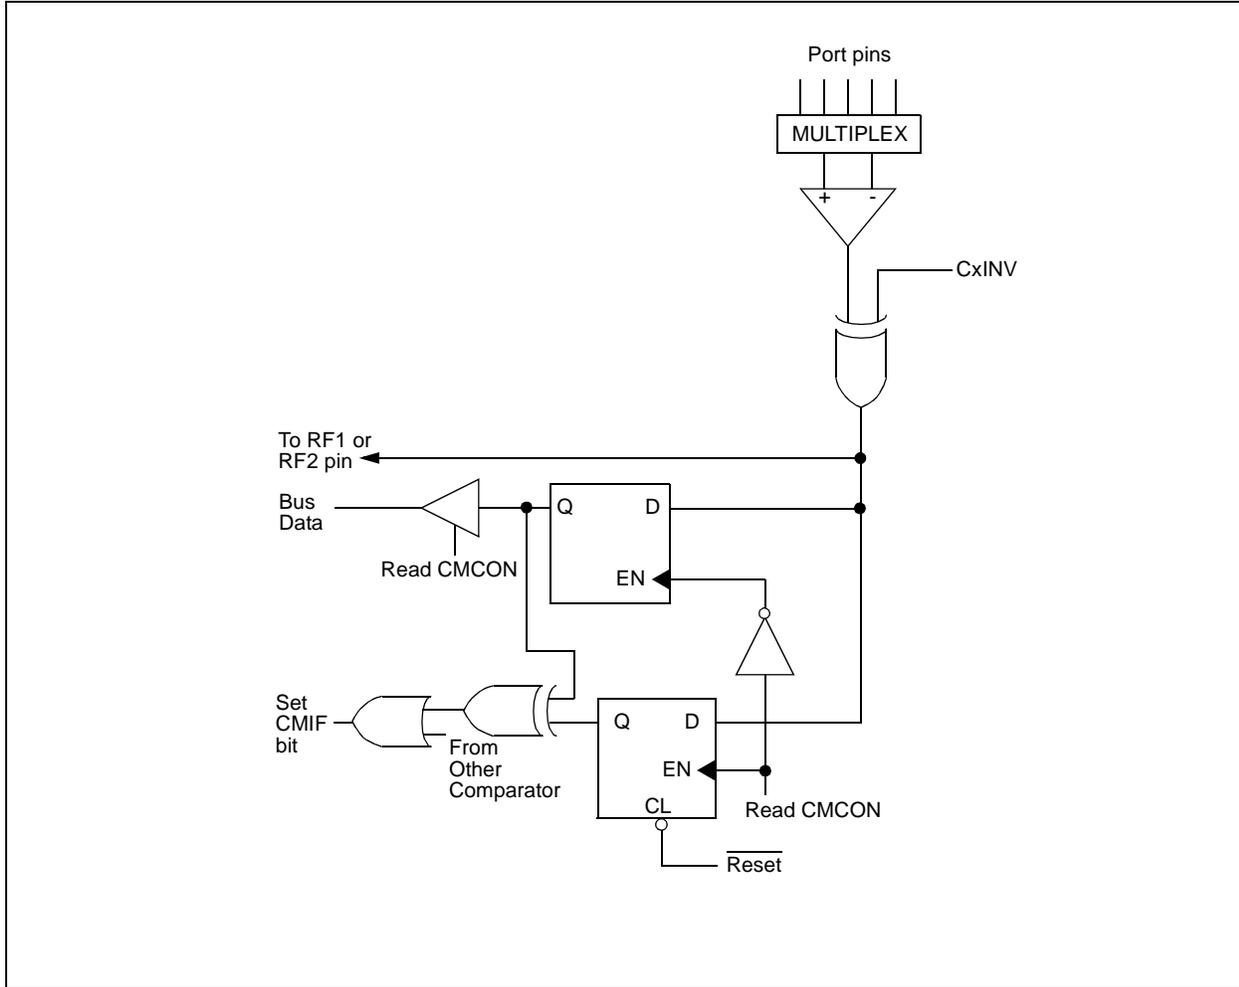 Port pins
MULTIPLEX
+ -
CxINV
To RF1 or
RF2 pin
Bus
Data
Q D
Read CMCON
EN
Set
CMIF
bit
Q D
From
Other
Comparator
EN
CL
Read CMCON
Reset